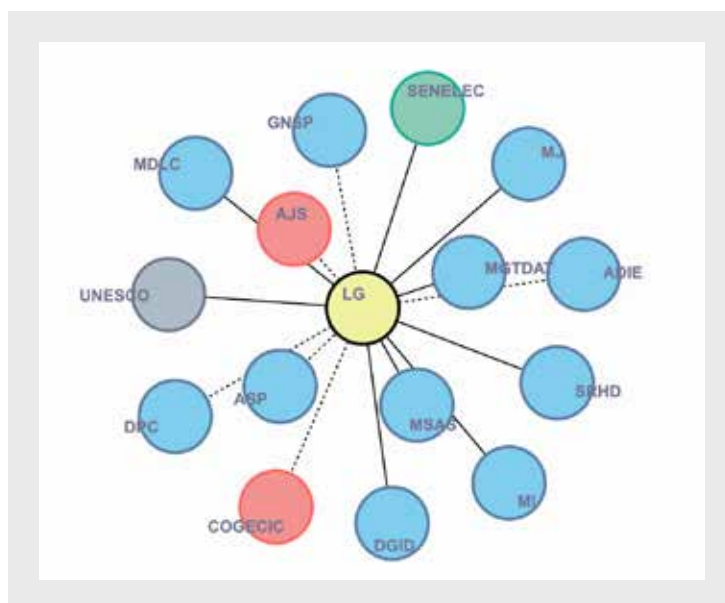 SENELEC
GNSP
MJ
MDLC
AJS
MGTDAT
ADIE
LG
UNESCO
SRHD
ASP
DPC
MSAS
MI
COGECIC
DGID